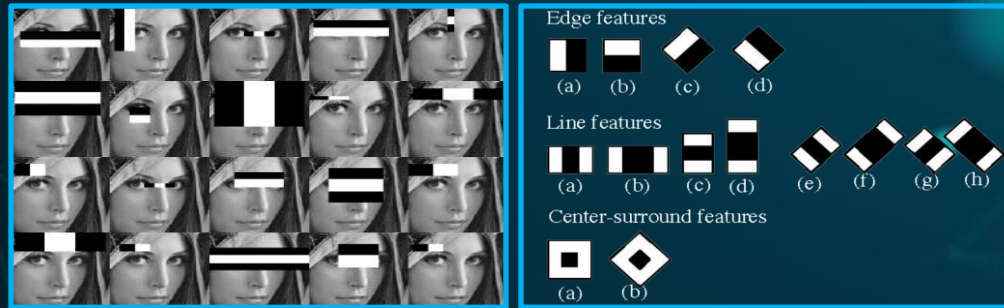 Edge features
(a) (b) (c) (d)
Line features
(a) (b) (c) (d) (e) (f) (g) (h)
Center-surround features
(a) (b)